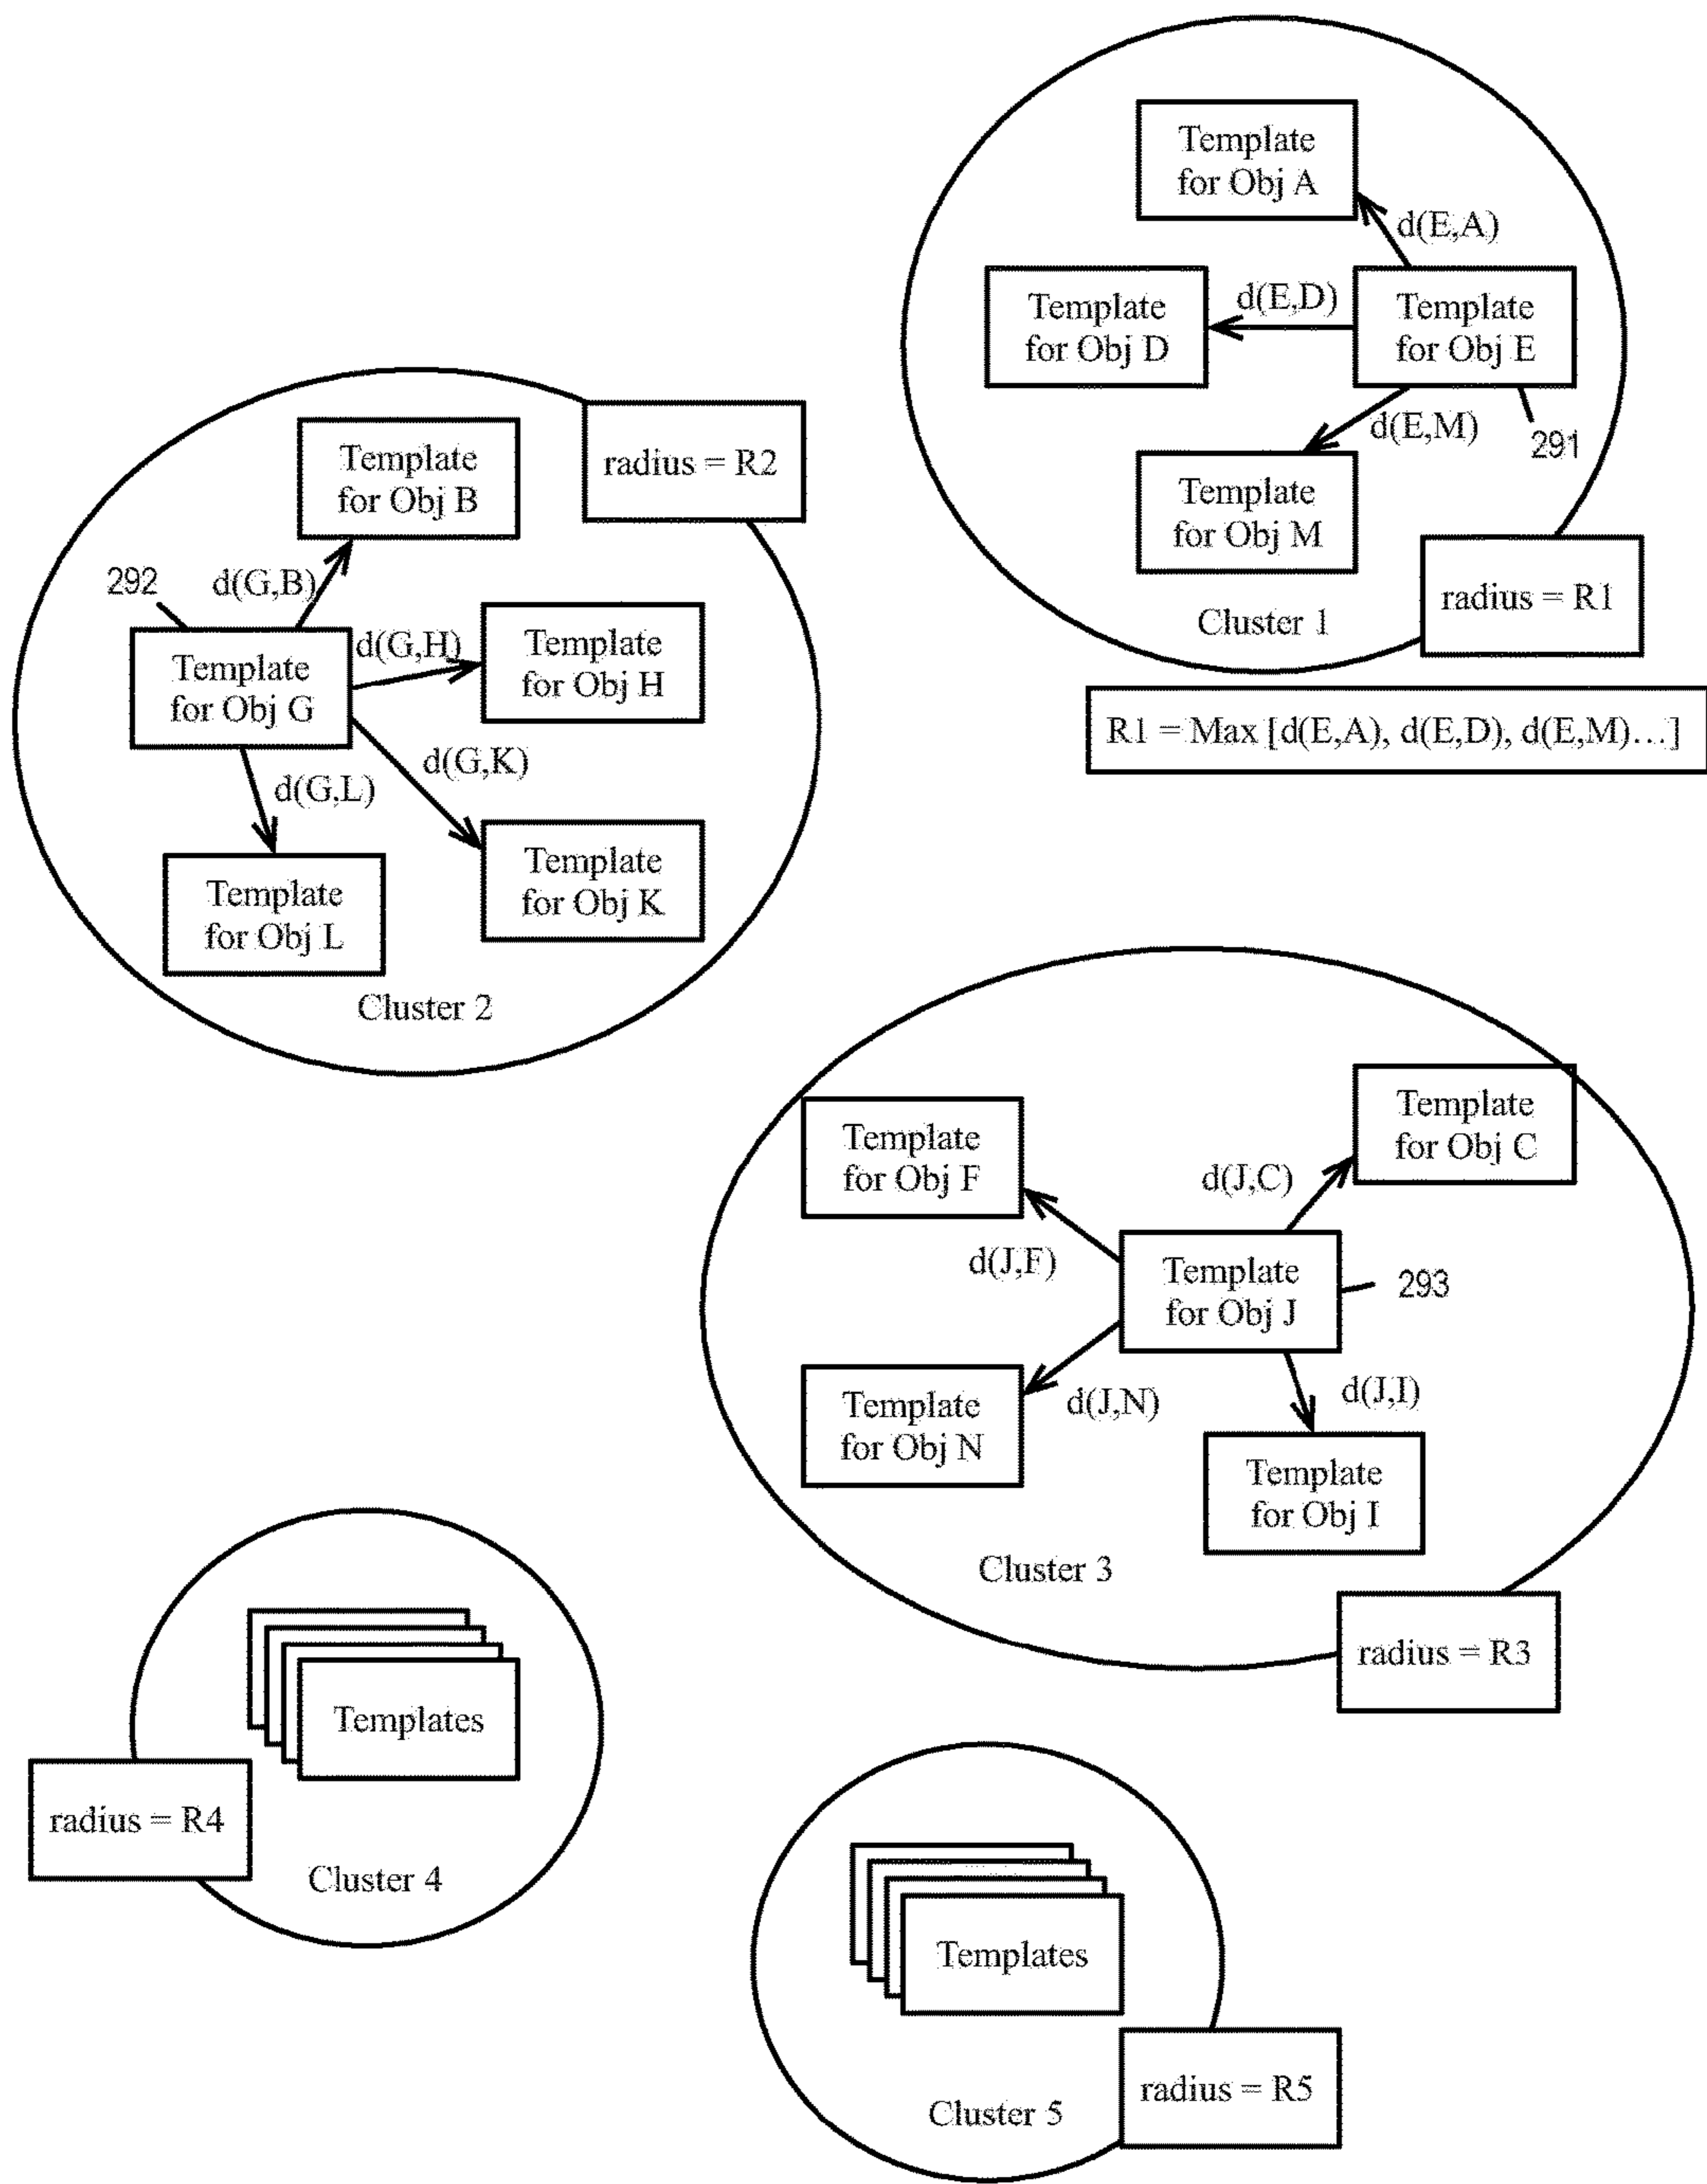 Template
for Obj A
d(E,A)
Template
for Obj D
d(E,D)
Template
for Obj E
d(E,M)
291
Template
for Obj M
Cluster 1
radius = R1
R1 = Max [d(E,A), d(E,D), d(E,M)…]
Template
for Obj B
radius = R2
292
d(G,B)
Template
for Obj G
d(G,H)
Template
for Obj H
d(G,K)
d(G,L)
Template
for Obj K
Template
for Obj L
Cluster 2
Template
for Obj C
Template
for Obj F
d(J,C)
d(J,F)
Template
for Obj J
293
d(J,N)
d(J,I)
Template
for Obj N
Template
for Obj I
Cluster 3
radius = R3
Templates
radius = R4
Cluster 4
Templates
radius = R5
Cluster 5